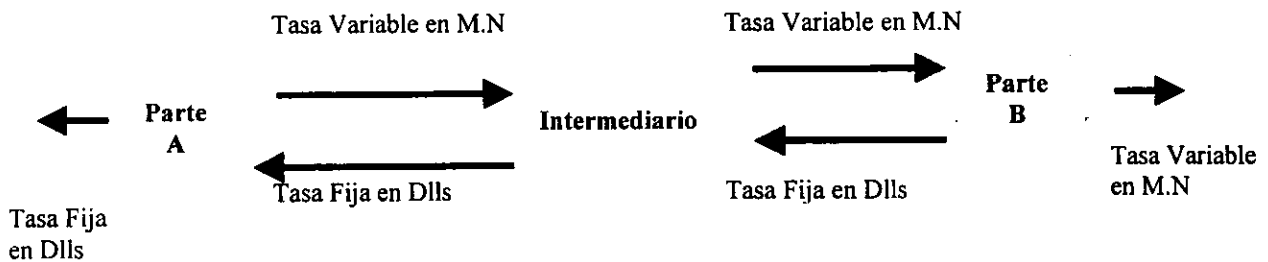 Tasa Variable en M.N
Tasa Variable en M.N
Parte
A
Intermediario
Parte
B
Tasa Fija en Dlls
Tasa Fija en Dlls
Tasa Variable
en M.N
Tasa Fija
en Dlls